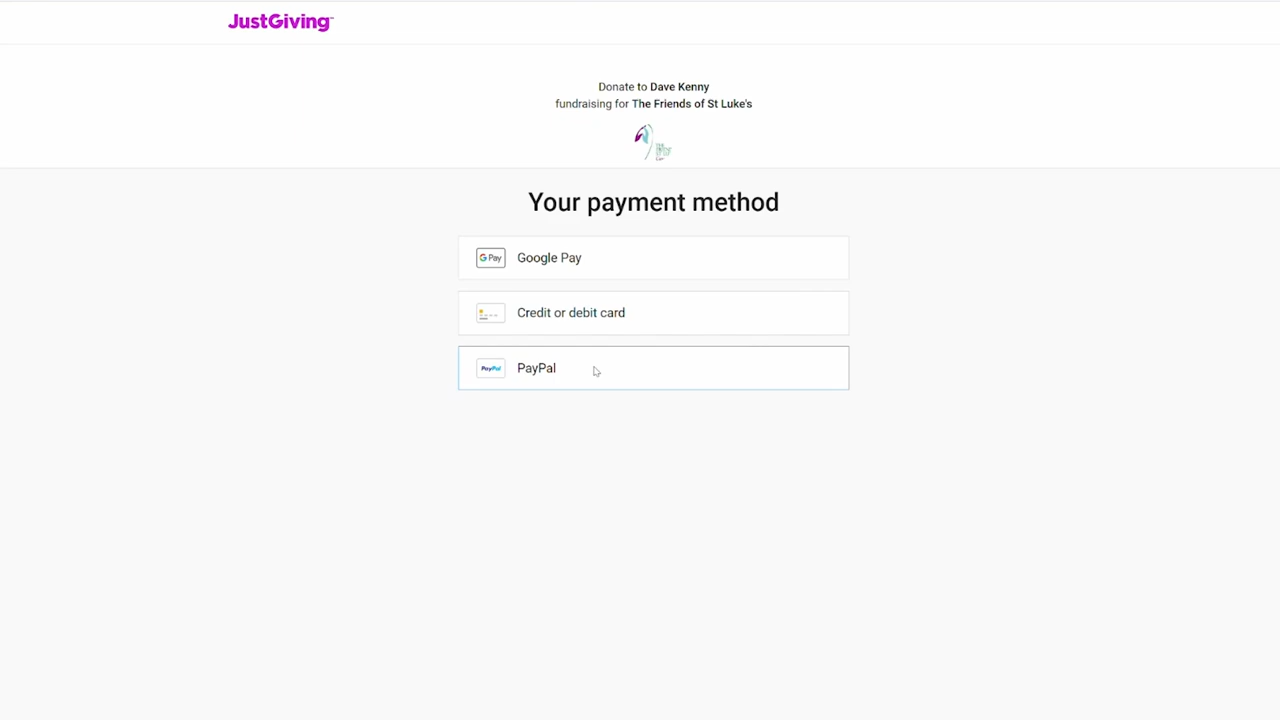 JustGiving™
Donate to Dave Kenny
fundraising for The Friends of St Luke's
Your payment method
G Pay
Google Pay
Credit or debit card
PayPal
PayPal